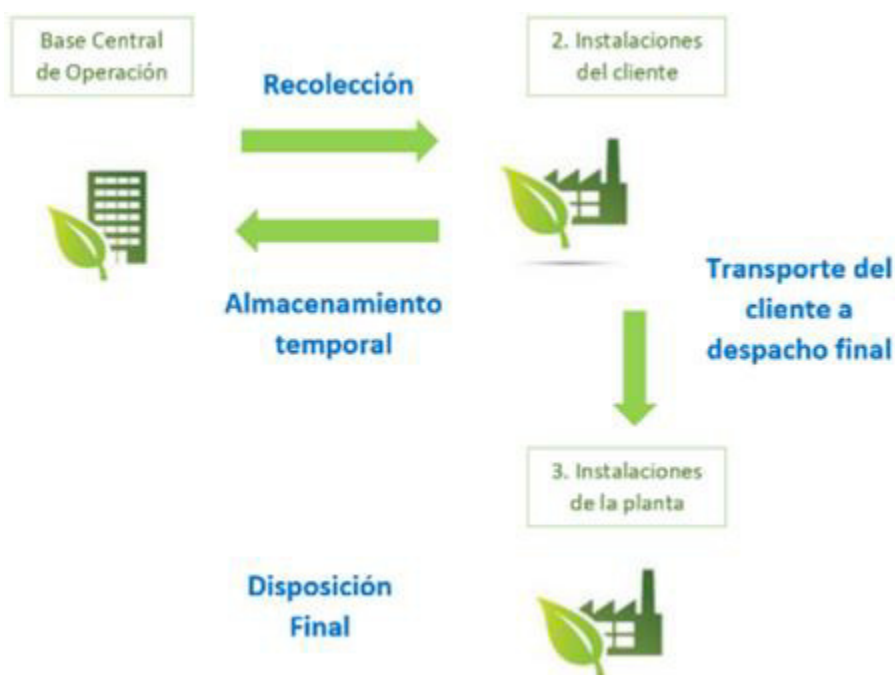 Base Central
de Operación
Recolección
2. Instalaciones
del cliente
Almacenamiento
temporal
Transporte del
cliente a
despacho final
3. Instalaciones
de la planta
Disposición
Final